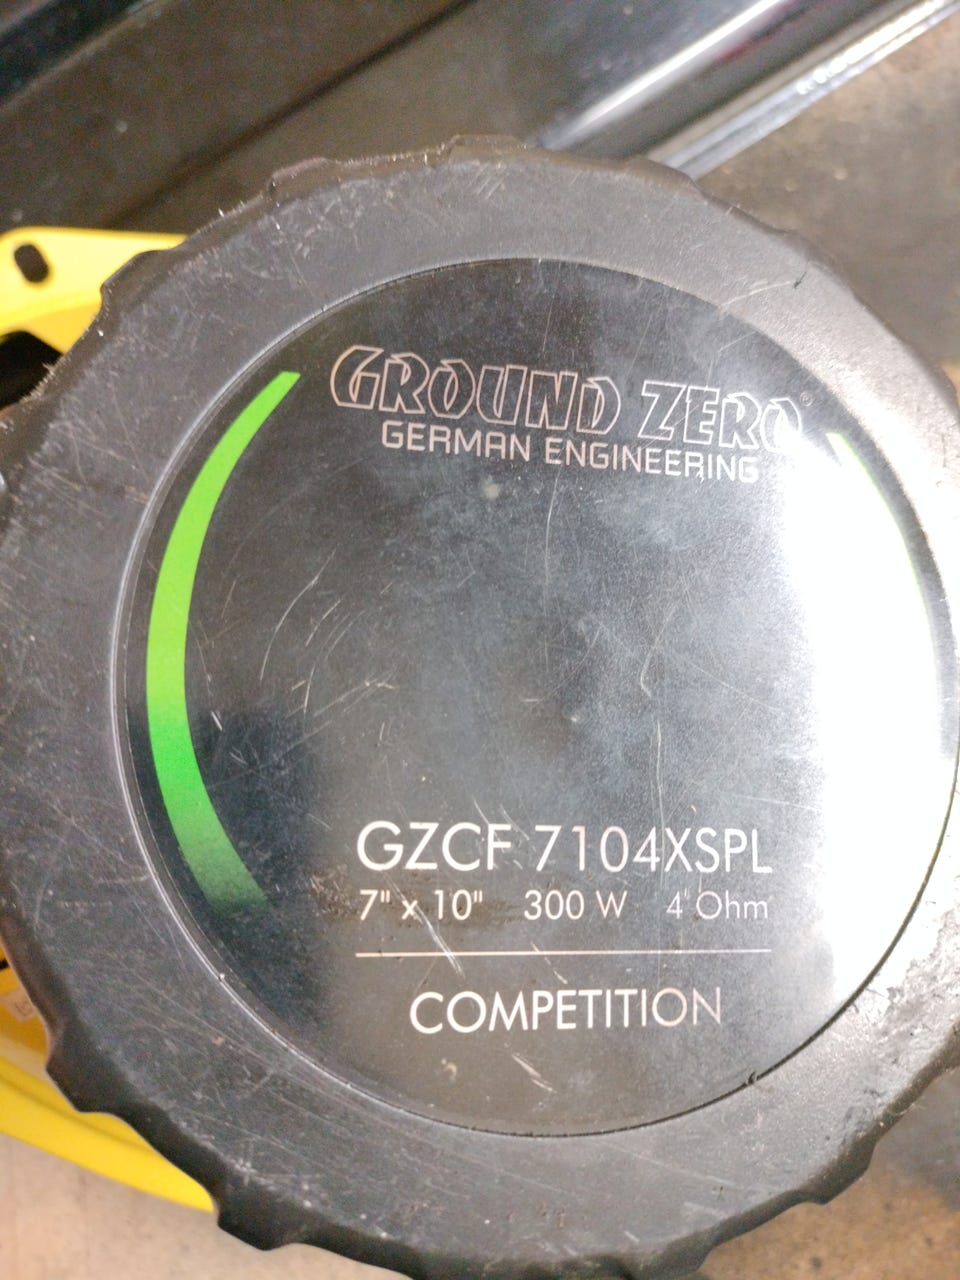 GROUND ZERO®
GERMAN ENGINEERING
GZCF 7104XSPL
7" x 10" 300 W 4 Ohm
COMPETITION